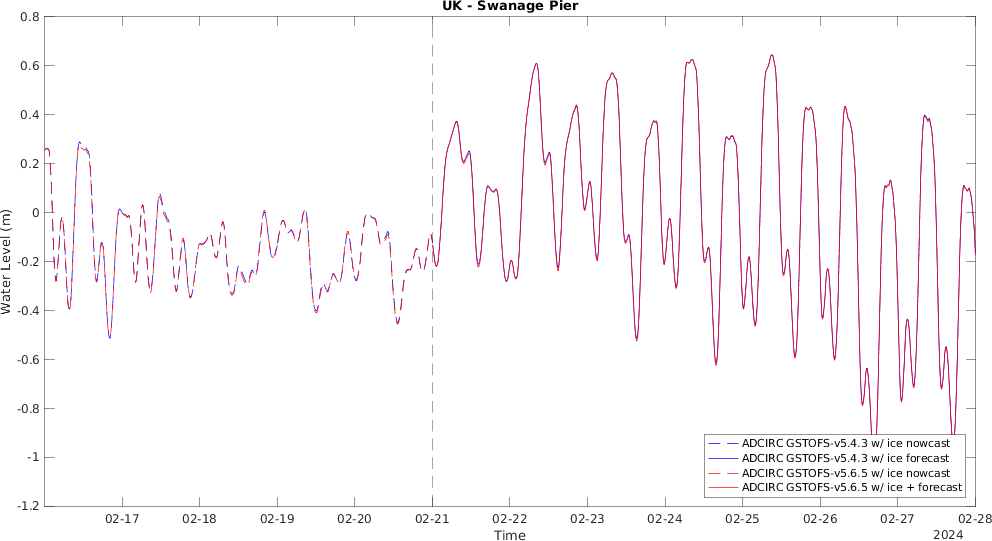 UK - Swanage Pier
0.8
0.6
0.4
0.2
0
-0.2
-0.4
-0.6
-0.8
-1
-1.2
Water Level (m)
ADCIRC GSTOFS-v5.4.3 w/ ice nowcast
ADCIRC GSTOFS-v5.4.3 w/ ice forecast
ADCIRC GSTOFS-v5.6.5 w/ ice nowcast
ADCIRC GSTOFS-v5.6.5 w/ ice + forecast
02-17 02-18 02-19 02-20 02-21 02-22 02-23 02-24 02-25 02-26 02-27 02-28
Time
2024